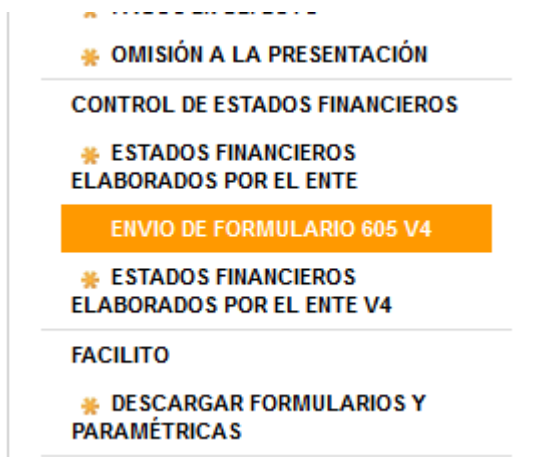 OMISIÓN A LA PRESENTACIÓN
CONTROL DE ESTADOS FINANCIEROS
ESTADOS FINANCIEROS
ELABORADOS POR EL ENTE
ENVIO DE FORMULARIO 605 V4
ESTADOS FINANCIEROS
ELABORADOS POR EL ENTE V4
FACILITO
DESCARGAR FORMULARIOS Y
PARAMÉTRICAS